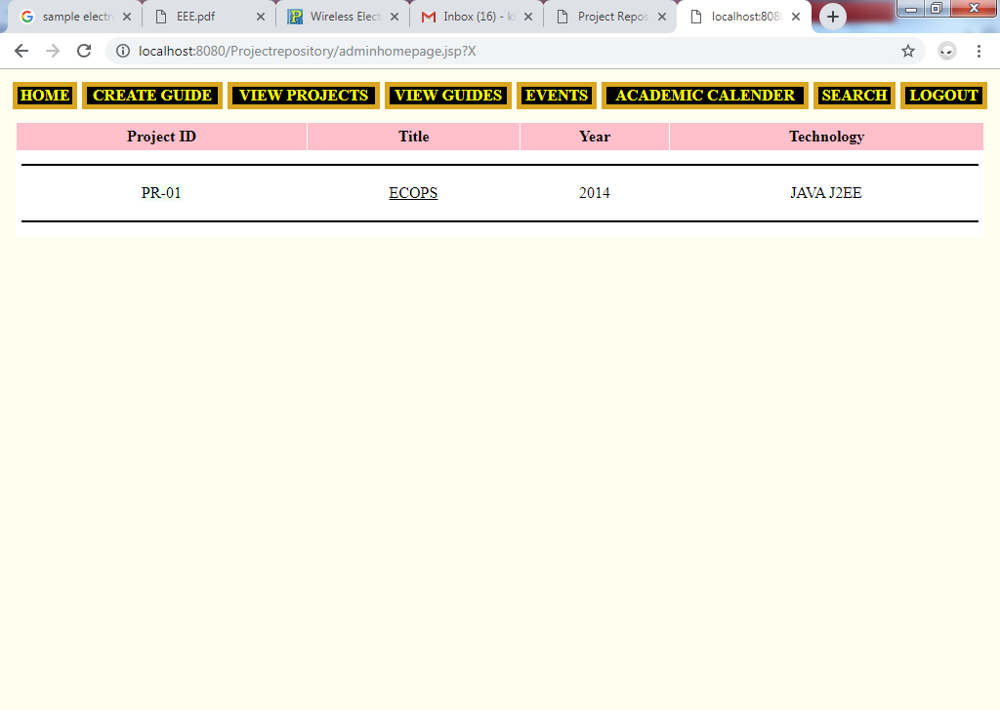 sample electr EEE.pdf Wireless Elect Inbox (16) - k Project Repos localhost:808
localhost:8080/Projectrepository/adminhomepage.jsp?X
HOME CREATE GUIDE VIEW PROJECTS VIEW GUIDES EVENTS ACADEMIC CALENDER SEARCH LOGOUT
Project ID Title Year Technology
PR-01 ECOPS 2014 JAVA J2EE